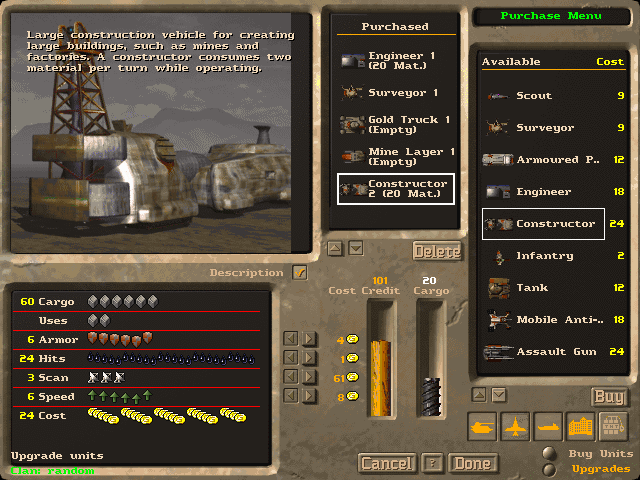 Large construction vehicle for creating
large buildings, such as mines and
factories. A constructor consumes two
material per turn while operating.
Purchased
Engineer 1
(20 Mat.)
Surveyor 1
Gold Truck 1
(Empty)
Mine Layer 1
(Empty)
Constructor
2 (20 Mat.)
Delete
Purchase Menu
Available Cost
Scout 9
Surveyor 9
Armoured P.. 12
Engineer 18
Constructor 24
Infantry 2
Tank 12
Mobile Anti-.. 18
Assault Gun 24
Buy
Buy Units
Upgrades
Description
60 Cargo
Uses
6 Armor
24 Hits
3 Scan
6 Speed
24 Cost
Upgrade units
Clan: random
101 20
Cost Credit Cargo
4
1
61
8
Cancel ? Done